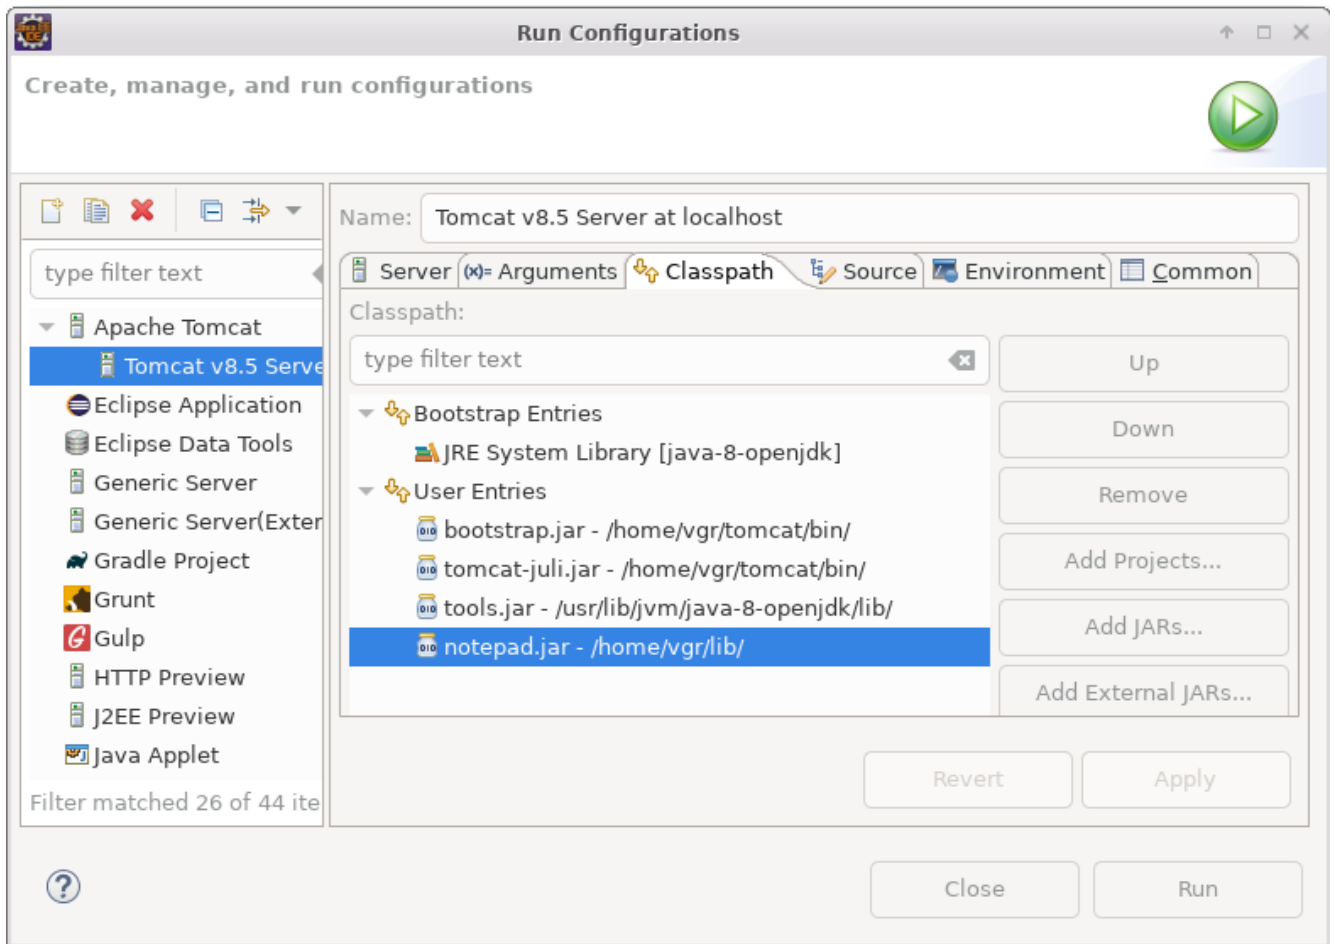 Run Configurations
Create, manage, and run configurations
Name: Tomcat v8.5 Server at localhost
type filter text
Apache Tomcat
Tomcat v8.5 Serve
Eclipse Application
Eclipse Data Tools
Generic Server
Generic Server(Exter
Gradle Project
Grunt
Gulp
HTTP Preview
J2EE Preview
Java Applet
Filter matched 26 of 44 ite
Server (x)= Arguments Classpath Source Environment Common
Classpath:
type filter text
Bootstrap Entries
JRE System Library [java-8-openjdk]
User Entries
bootstrap.jar - /home/vgr/tomcat/bin/
tomcat-juli.jar - /home/vgr/tomcat/bin/
tools.jar - /usr/lib/jvm/java-8-openjdk/lib/
notepad.jar - /home/vgr/lib/
Up
Down
Remove
Add Projects...
Add JARs...
Add External JARs...
Revert Apply
Close Run